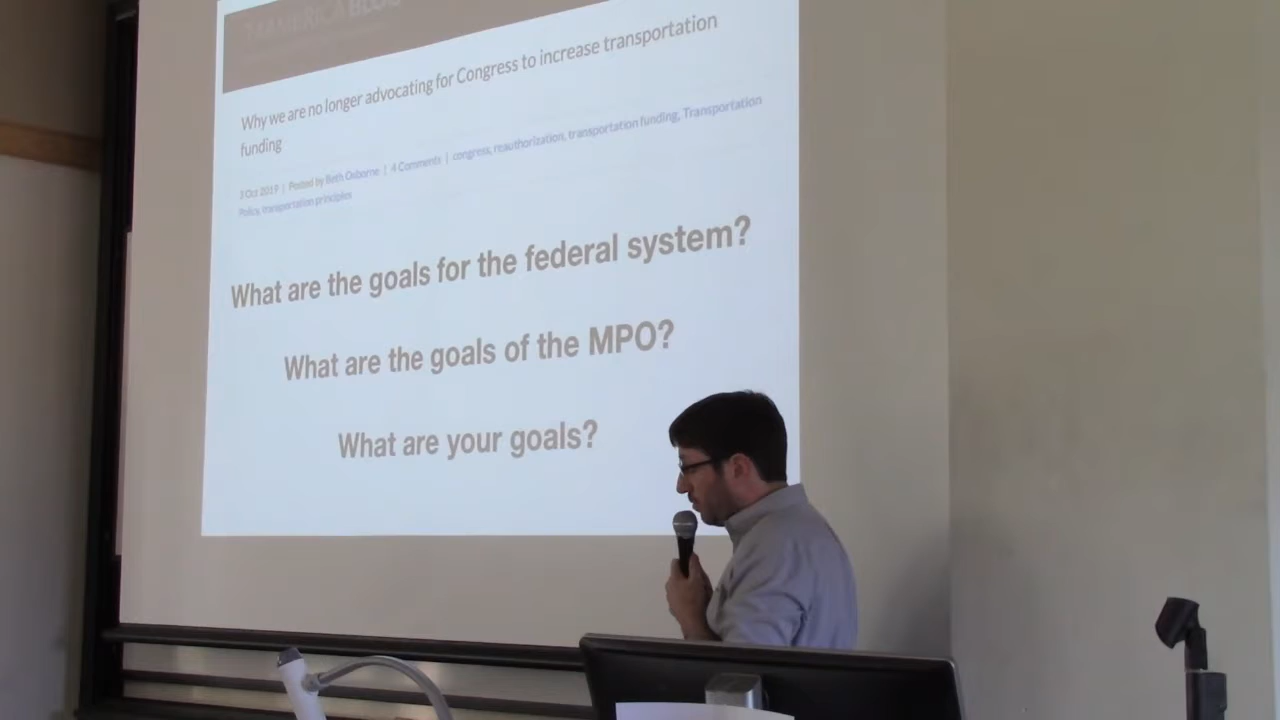 T4AMERICA BLOG
Why we are no longer advocating for Congress to increase transportation
funding
3 Oct 2019 | Posted by Beth Osborne | 4 Comments | congress, reauthorization, transportation funding, Transportation
Policy, transportation principles
What are the goals for the federal system?
What are the goals of the MPO?
What are your goals?